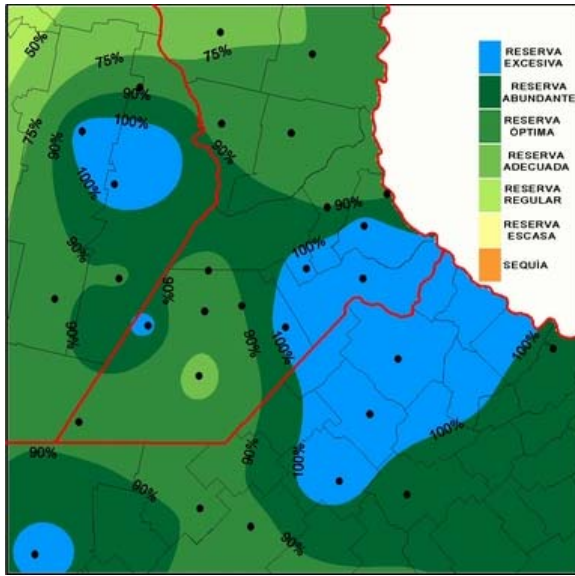 50%
75%
75%
75%
90%
100%
90%
90%
100%
90%
100%
90%
90%
90%
90%
100%
100%
100%
100%
90%
90%
90%
90%
RESERVA
EXCESIVA
RESERVA
ABUNDANTE
RESERVA
ÓPTIMA
RESERVA
ADECUADA
RESERVA
REGULAR
RESERVA
ESCASA
SEQUÌA